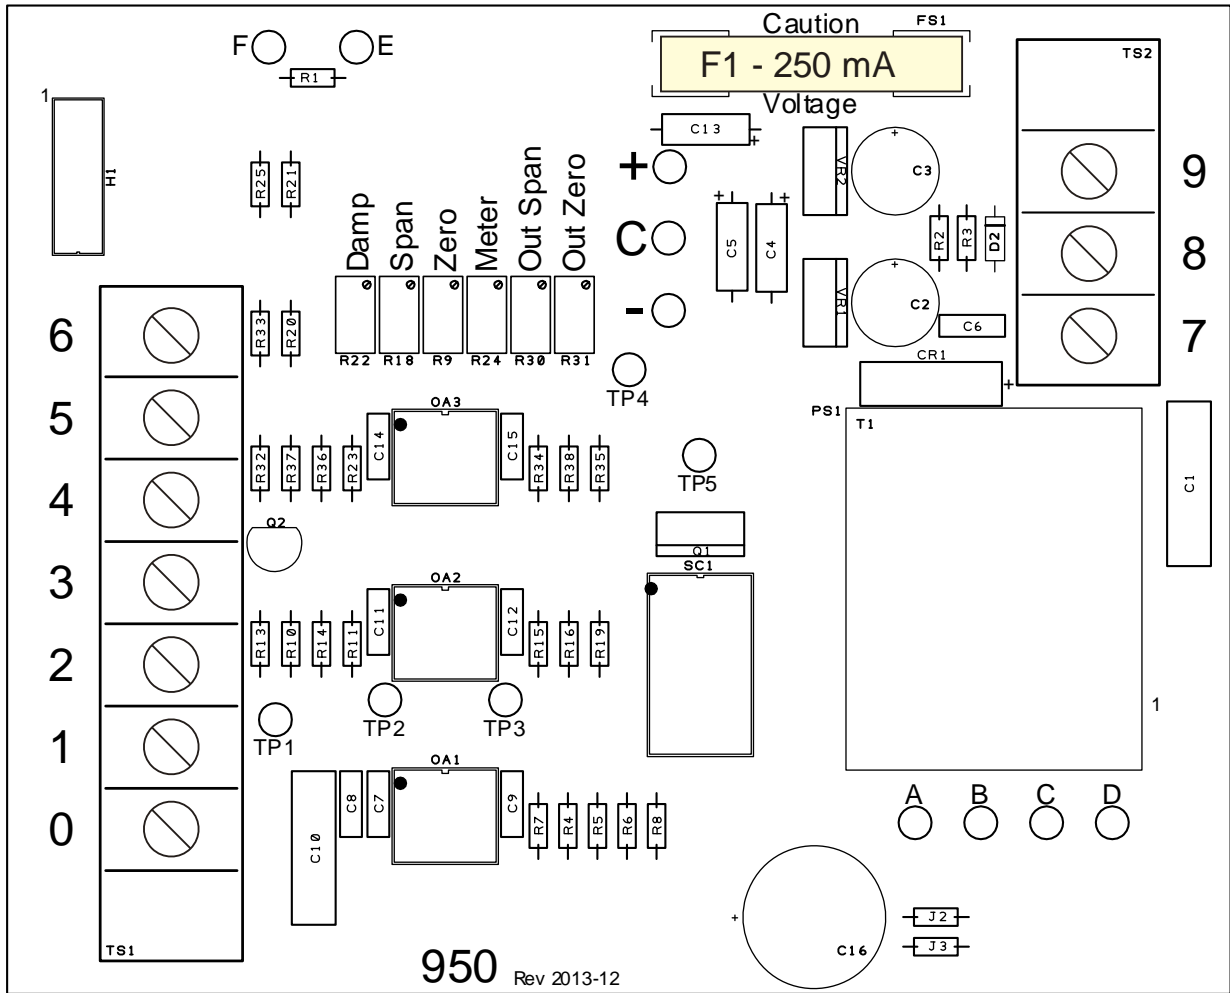 Caution
FS1
F1 - 250 mA
Voltage
TS2
F
E
R1
1
H1
C13
+
+
C
-
VR2
+
C3
9
8
7
R25
R21
Damp
Span
Zero
Meter
Out Span
Out Zero
+
C5
+
C4
R2
R3
D2
VR1
+
C2
C6
6
5
4
3
2
1
0
R33
R20
R22
R18
R9
R24
R30
R31
TP4
CR1
+
PS1
T1
C1
OA3
C14
C15
R32
R37
R36
R23
R34
R38
R35
TP5
Q2
Q1
SC1
OA2
C11
C12
R13
R10
R14
R11
R15
R16
R19
TP1
TP2
TP3
1
OA1
C10
C8
C7
C9
R7
R4
R5
R6
R8
A
B
C
D
+
C16
J2
J3
TS1
950 Rev 2013-12